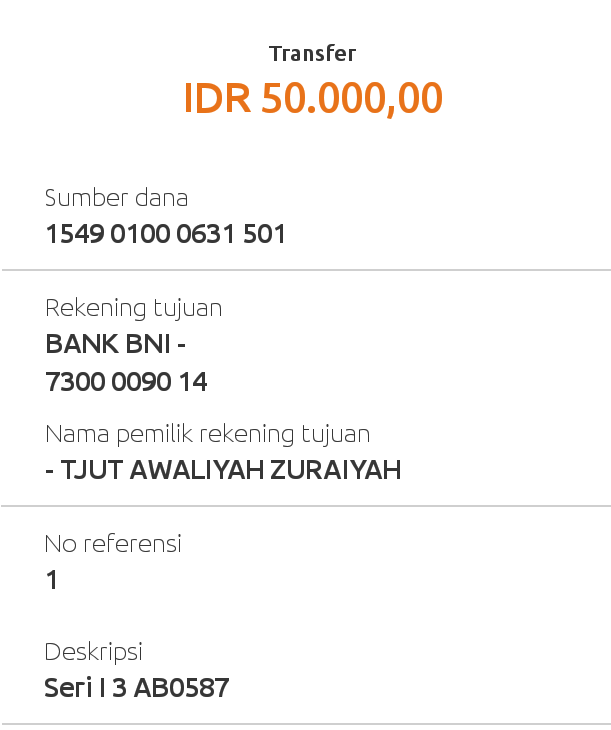 Transfer
IDR 50.000,00
Sumber dana
1549 0100 0631 501
Rekening tujuan
BANK BNI -
7300 0090 14
Nama pemilik rekening tujuan
- TJUT AWALIYAH ZURAIYAH
No referensi
1
Deskripsi
Seri I 3 AB0587